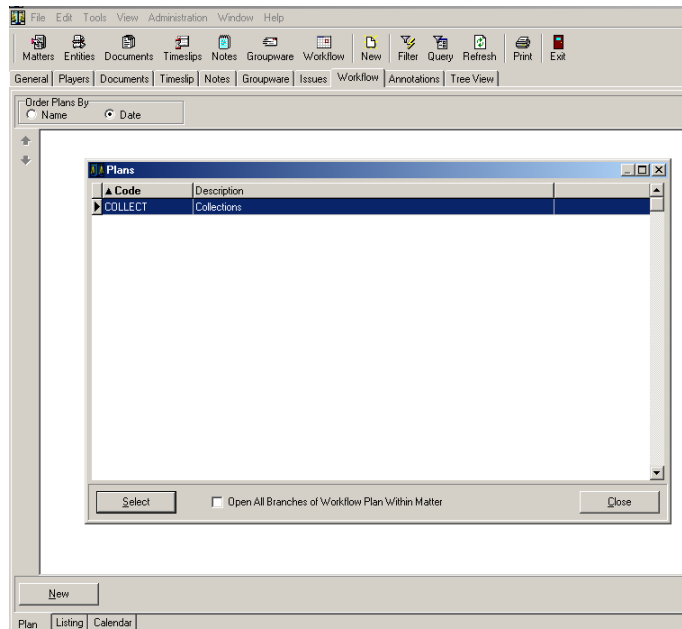 File Edit Tools View Administration Window Help
Matters Entities Documents Timeslips Notes Groupware Workflow New Filter Query Refresh Print Exit
General Players Documents Timeslip Notes Groupware Issues Workflow Annotations Tree View
Order Plans By
Name Date
Plans
Code Description
COLLECT Collections
Select Open All Branches of Workflow Plan Within Matter Close
New
Plan Listing Calendar